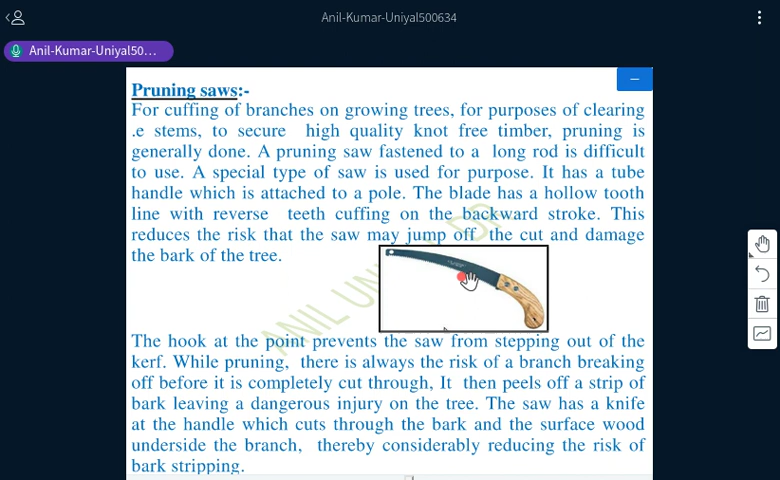 Anil-Kumar-Uniyal500634
Anil-Kumar-Uniyal50...
Pruning saws:-
For cuffing of branches on growing trees, for purposes of clearing
.e stems, to secure high quality knot free timber, pruning is
generally done. A pruning saw fastened to a long rod is difficult
to use. A special type of saw is used for purpose. It has a tube
handle which is attached to a pole. The blade has a hollow tooth
line with reverse teeth cuffing on the backward stroke. This
reduces the risk that the saw may jump off the cut and damage
the bark of the tree.
The hook at the point prevents the saw from stepping out of the
kerf. While pruning, there is always the risk of a branch breaking
off before it is completely cut through, It then peels off a strip of
bark leaving a dangerous injury on the tree. The saw has a knife
at the handle which cuts through the bark and the surface wood
underside the branch, thereby considerably reducing the risk of
bark stripping.